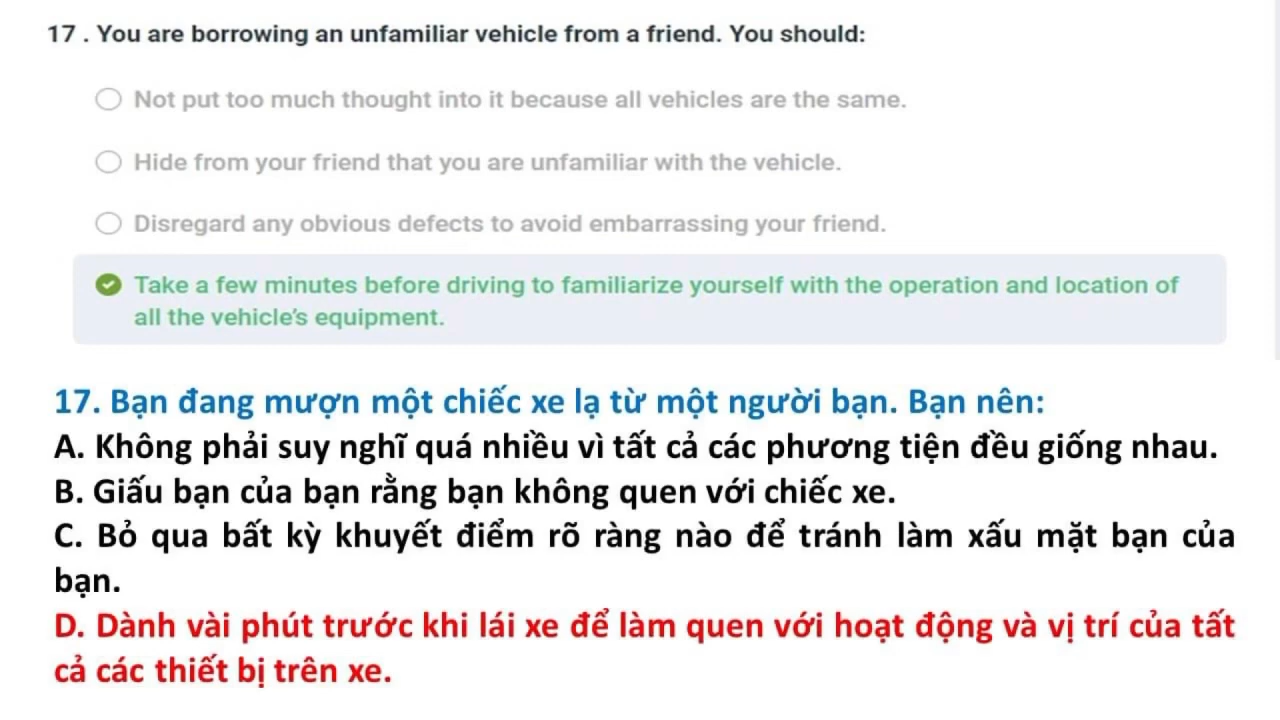 17 . You are borrowing an unfamiliar vehicle from a friend. You should:
Not put too much thought into it because all vehicles are the same.
Hide from your friend that you are unfamiliar with the vehicle.
Disregard any obvious defects to avoid embarrassing your friend.
Take a few minutes before driving to familiarize yourself with the operation and location of
all the vehicle’s equipment.
17. Bạn đang mượn một chiếc xe lạ từ một người bạn. Bạn nên:
A. Không phải suy nghĩ quá nhiều vì tất cả các phương tiện đều giống nhau.
B. Giấu bạn của bạn rằng bạn không quen với chiếc xe.
C. Bỏ qua bất kỳ khuyết điểm rõ ràng nào để tránh làm xấu mặt bạn của
bạn.
D. Dành vài phút trước khi lái xe để làm quen với hoạt động và vị trí của tất
cả các thiết bị trên xe.